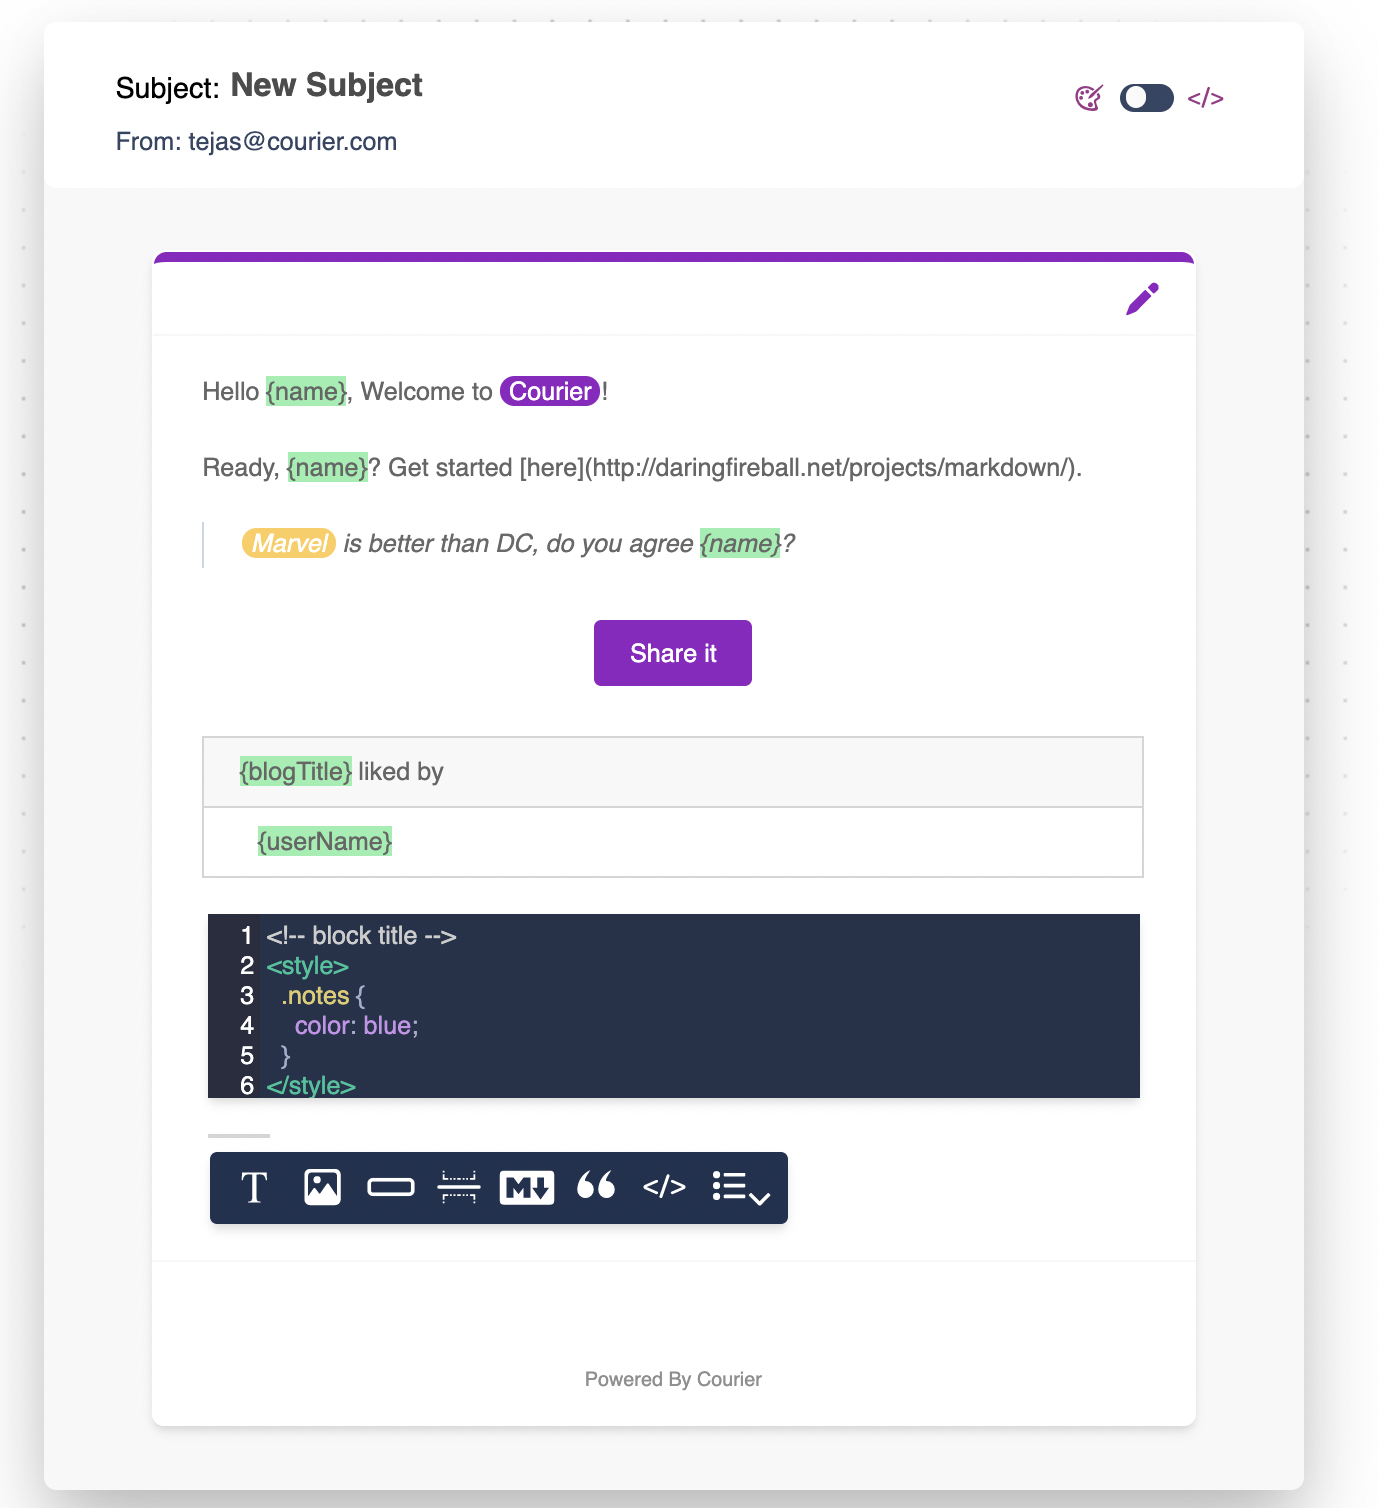 Subject: New Subject
</>
From: tejas@courier.com
Hello {name}, Welcome to Courier!
Ready, {name}? Get started [here](http://daringfireball.net/projects/markdown/).
Marvel is better than DC, do you agree {name}?
Share it
{blogTitle} liked by
{userName}
1 <!-- block title -->
2 <style>
3 .notes {
4 color: blue;
5 }
6 </style>
T M </>
Powered By Courier